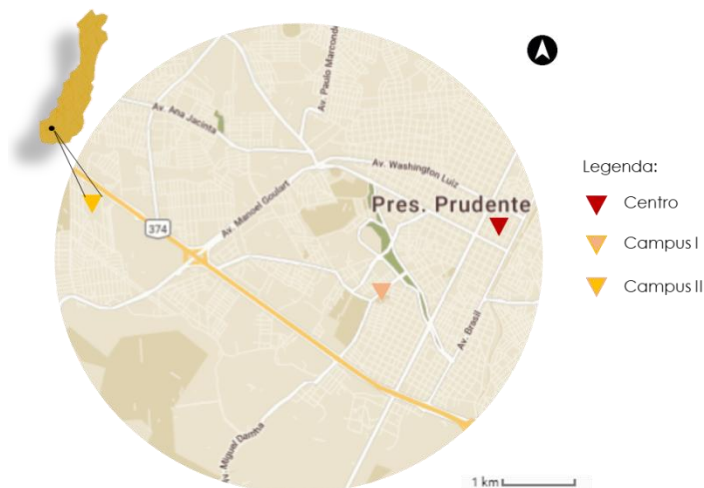 Av. Paulo Marcond
Av. Ana Jacinta
Av. Washington Luiz
Pres. Prudente
Av. Manoel Goulart
374
Av. Brasil
Av. Miguel Damha
Legenda:
Centro
Campus I
Campus II
1 km